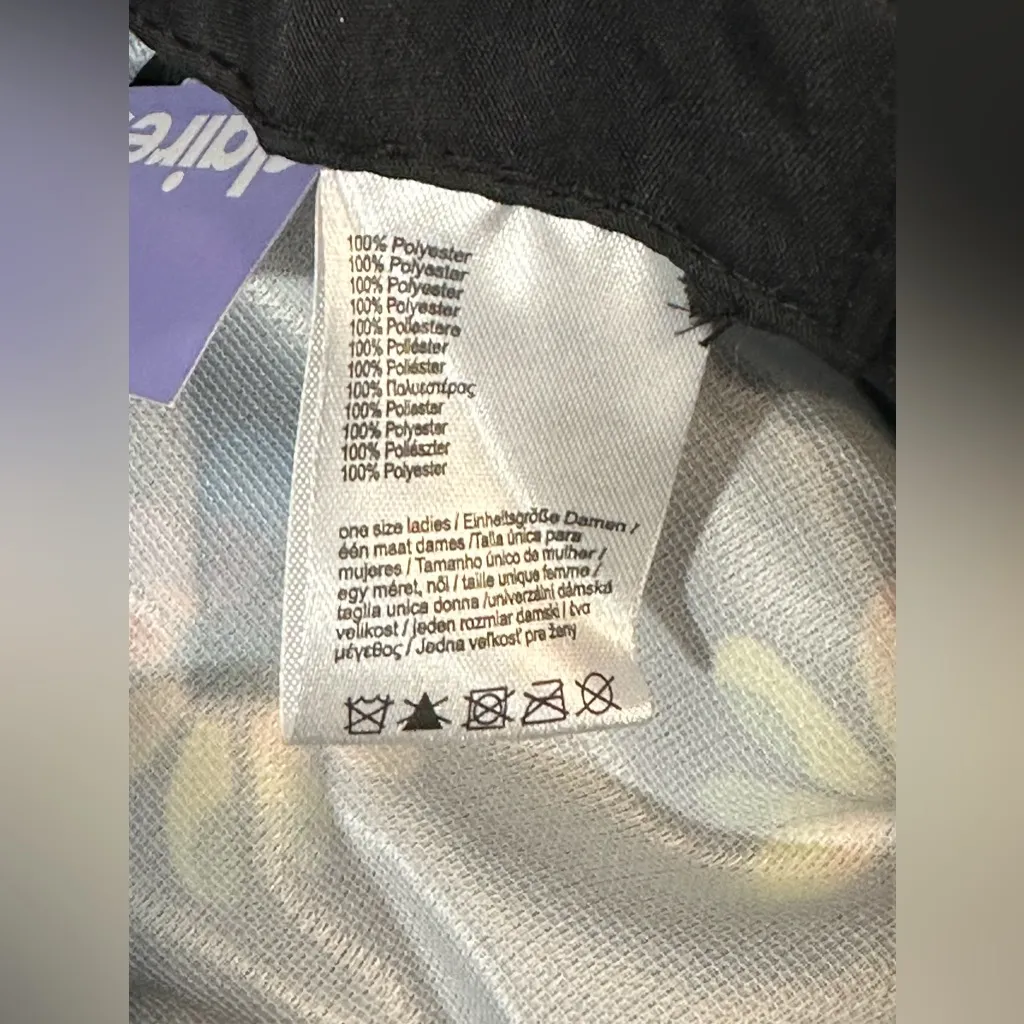 claire
100% Polyester
100% Polyester
100% Polyester
100% Polyester
100% Poliestere
100% Poliéster
100% Poliéster
100% Πολυεστέρας
100% Poliester
100% Polyester
100% Poliészter
100% Polyester
one size ladies / Einheitsgröße Damen /
één maat dames /Talla única para
mujeres / Tamanho único de mulher /
egy méret, női / taille unique femme /
taglia unica donna /univerzální dámská
velikost / jeden rozmiar damski / ένα
μέγεθος / Jedna veľkosť pre ženy